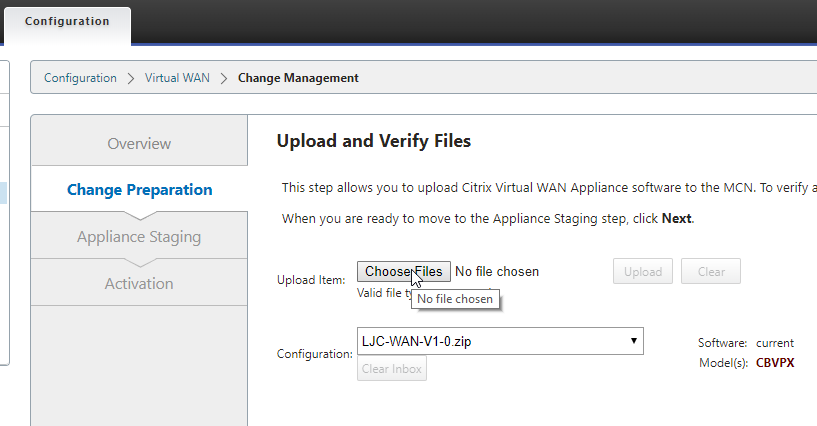 Configuration
Configuration > Virtual WAN > Change Management
Overview
Change Preparation
Appliance Staging
Activation
Upload and Verify Files
This step allows you to upload Citrix Virtual WAN Appliance software to the MCN. To verify a
When you are ready to move to the Appliance Staging step, click Next.
Upload Item: Choose Files No file chosen Upload Clear
Valid file
No file chosen
Configuration: LJC-WAN-V1-0.zip
Clear Inbox
Software: current
Model(s): CBVPX